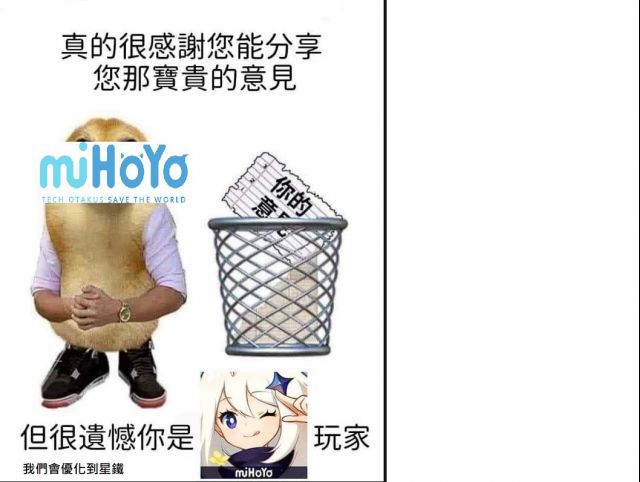 真的很感謝您能分享
您那寶貴的意見
miHoYo
TECH OTAKUS SAVE THE WORLD
你的
意見
但很遺憾你是
玩家
miHoYo
我們會優化到星鐵